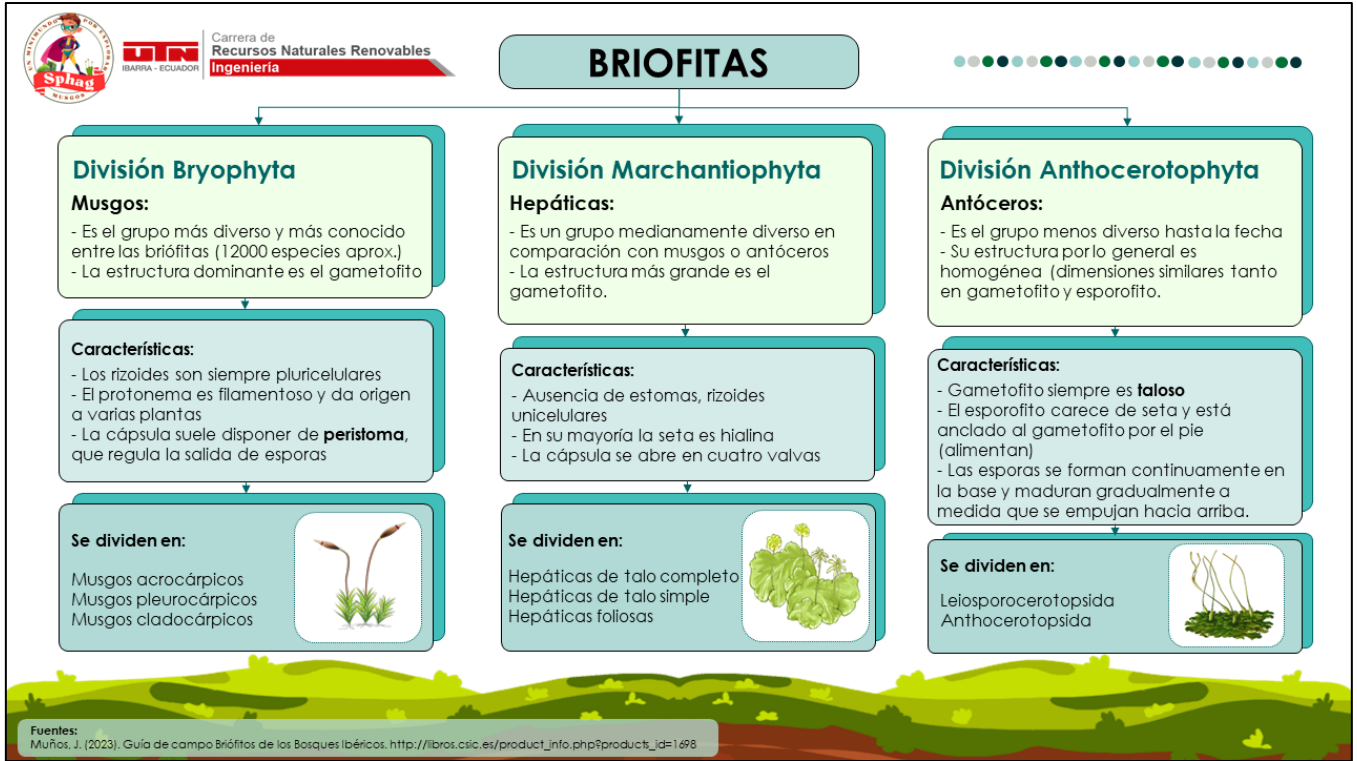 UN MINIMUNDO POR EXPLORAR
Sphag
MUSGOS
UTN
IBARRA - ECUADOR
Carrera de
Recursos Naturales Renovables
Ingeniería
BRIOFITAS
División Bryophyta
Musgos:
- Es el grupo más diverso y más conocido
entre las briófitas (12000 especies aprox.)
- La estructura dominante es el gametofito
Características:
- Los rizoides son siempre pluricelulares
- El protonema es filamentoso y da origen
a varias plantas
- La cápsula suele disponer de peristoma,
que regula la salida de esporas
Se dividen en:
Musgos acrocárpicos
Musgos pleurocárpicos
Musgos cladocárpicos
División Marchantiophyta
Hepáticas:
- Es un grupo medianamente diverso en
comparación con musgos o antóceros
- La estructura más grande es el
gametofito.
Características:
- Ausencia de estomas, rizoides
unicelulares
- En su mayoría la seta es hialina
- La cápsula se abre en cuatro valvas
Se dividen en:
Hepáticas de talo completo
Hepáticas de talo simple
Hepáticas foliosas
División Anthocerotophyta
Antóceros:
- Es el grupo menos diverso hasta la fecha
- Su estructura por lo general es
homogénea (dimensiones similares tanto
en gametofito y esporofito.
Características:
- Gametofito siempre es taloso
- El esporofito carece de seta y está
anclado al gametofito por el pie
(alimentan)
- Las esporas se forman continuamente en
la base y maduran gradualmente a
medida que se empujan hacia arriba.
Se dividen en:
Leiosporocerotopsida
Anthocerotopsida
Fuentes:
Muños, J. (2023). Guía de campo Briófitos de los Bosques Ibéricos. http://libros.csic.es/product_info.php?products_id=1698